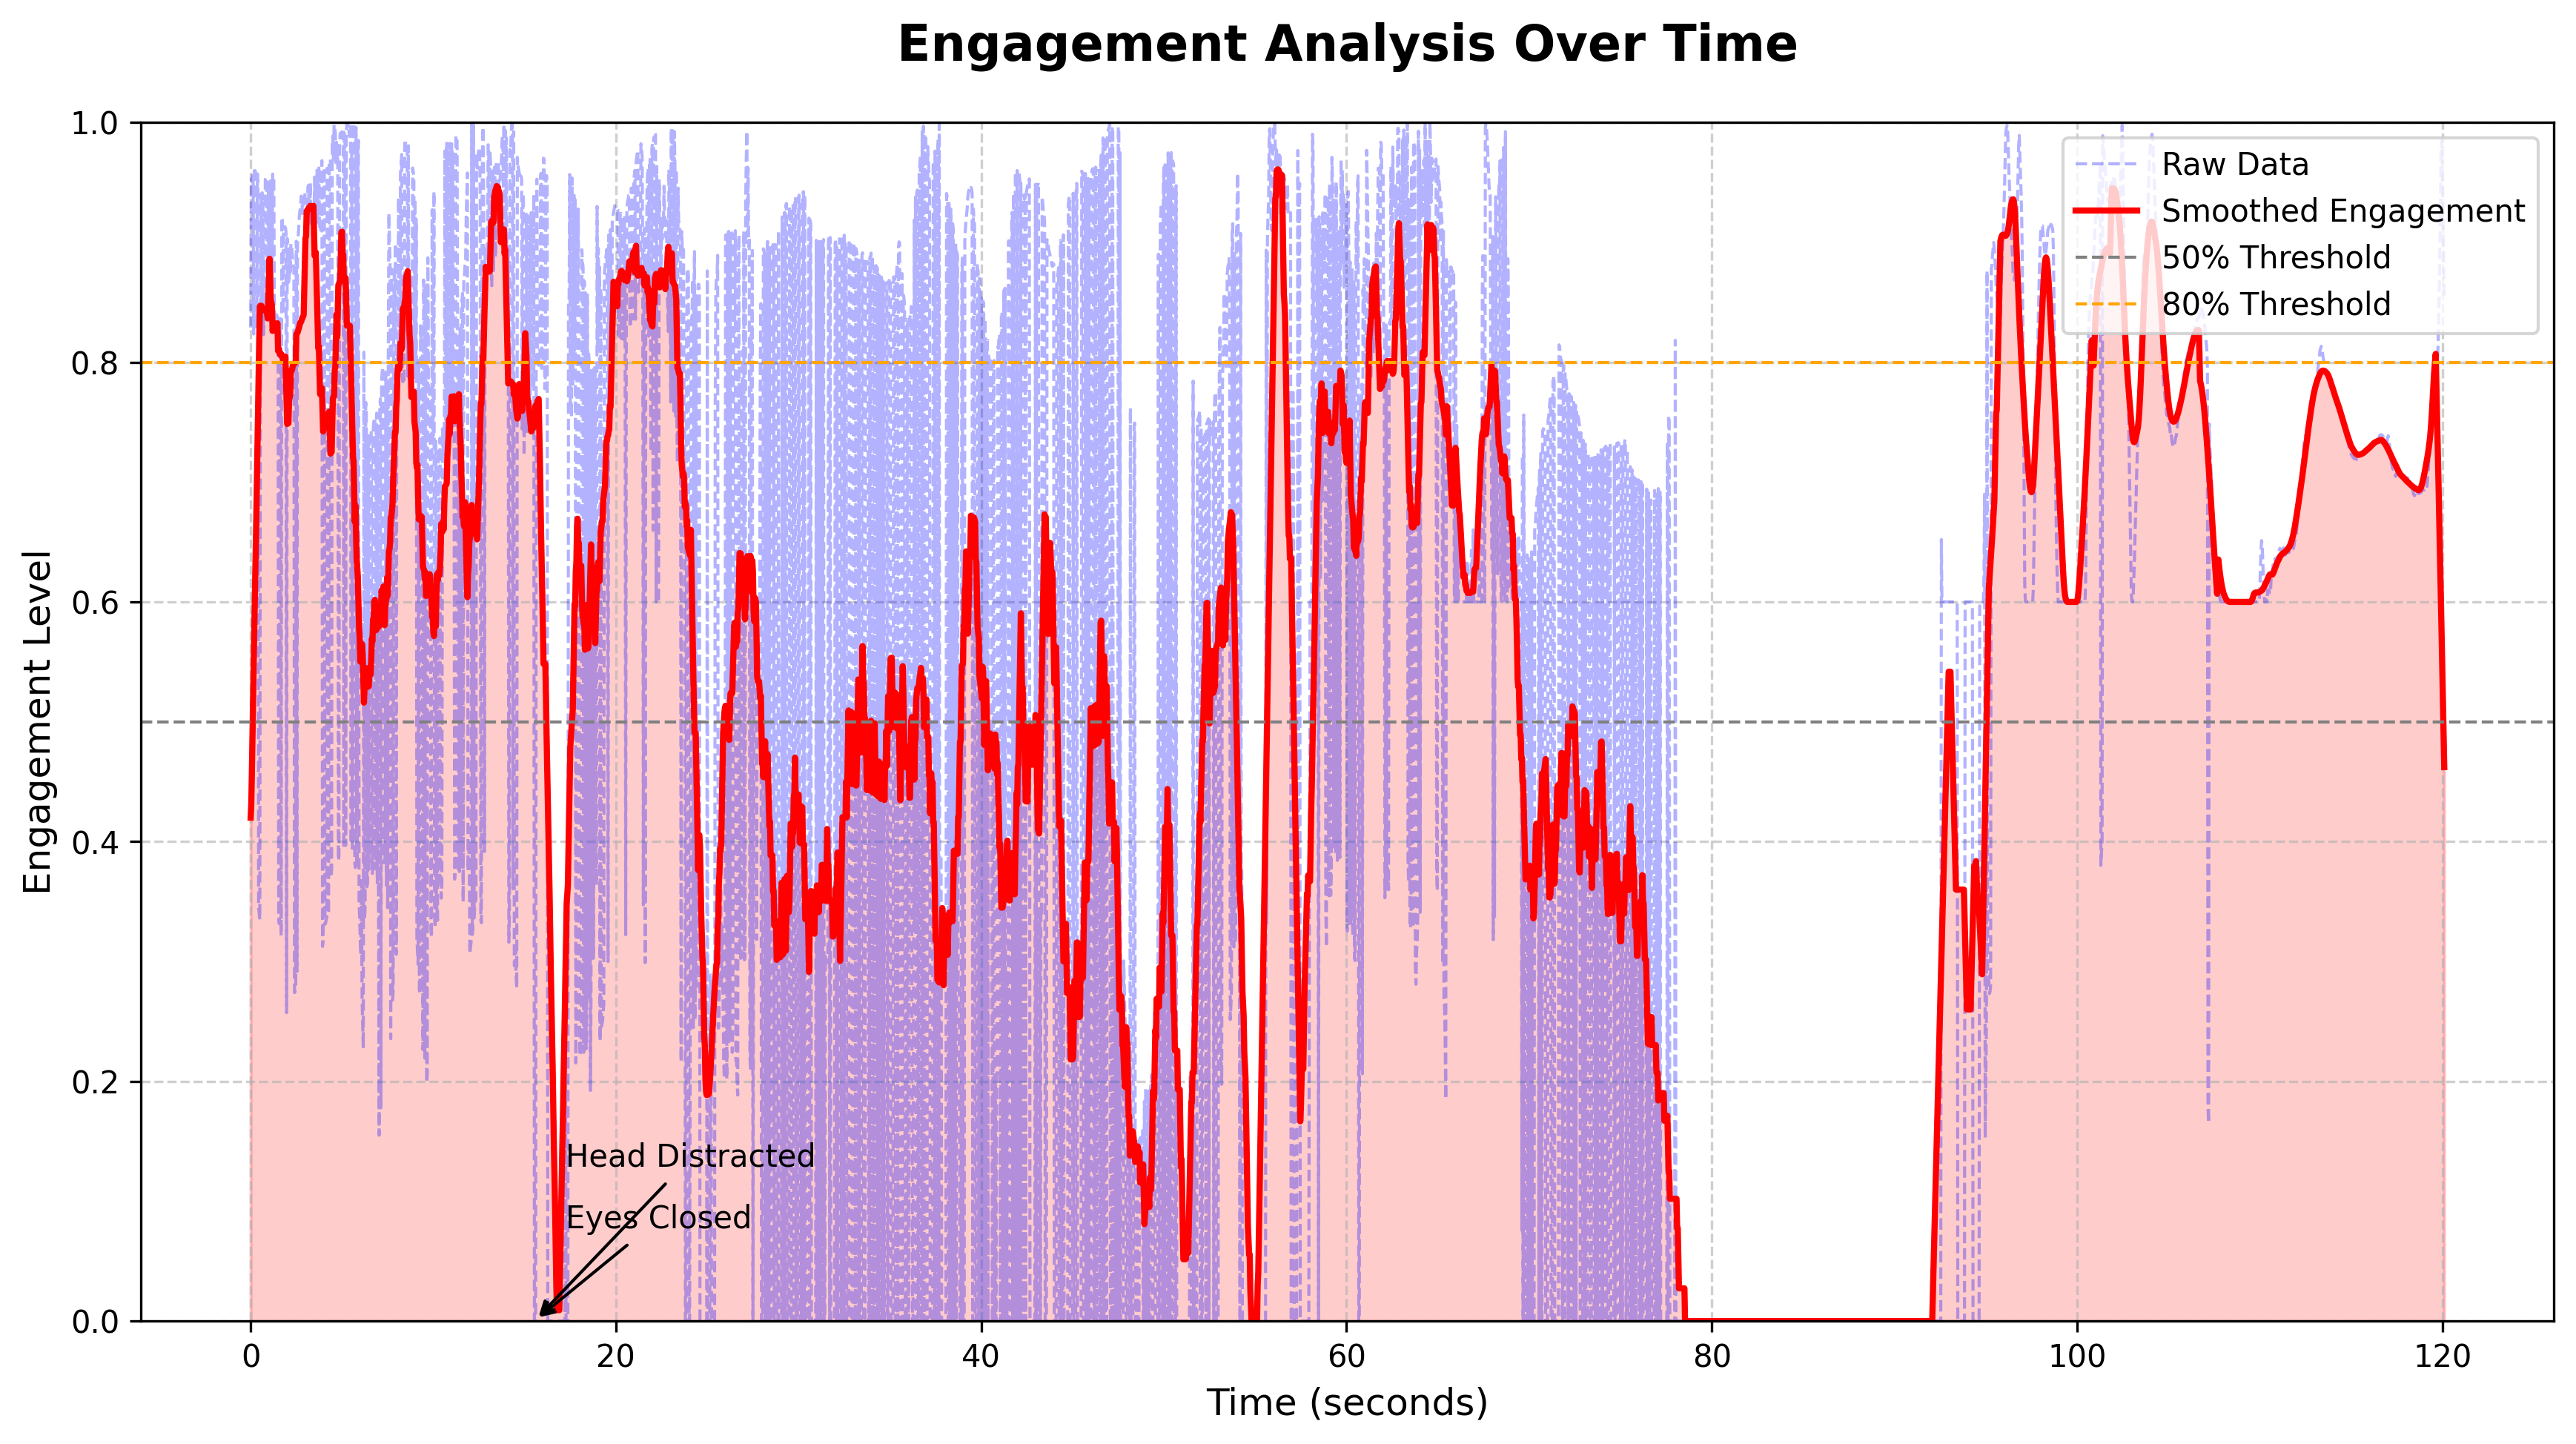 Engagement Analysis Over Time
Engagement Level
1.0
0.8
0.6
0.4
0.2
0.0
Raw Data
Smoothed Engagement
50% Threshold
80% Threshold
Head Distracted
Eyes Closed
0 20 40 60 80 100 120
Time (seconds)